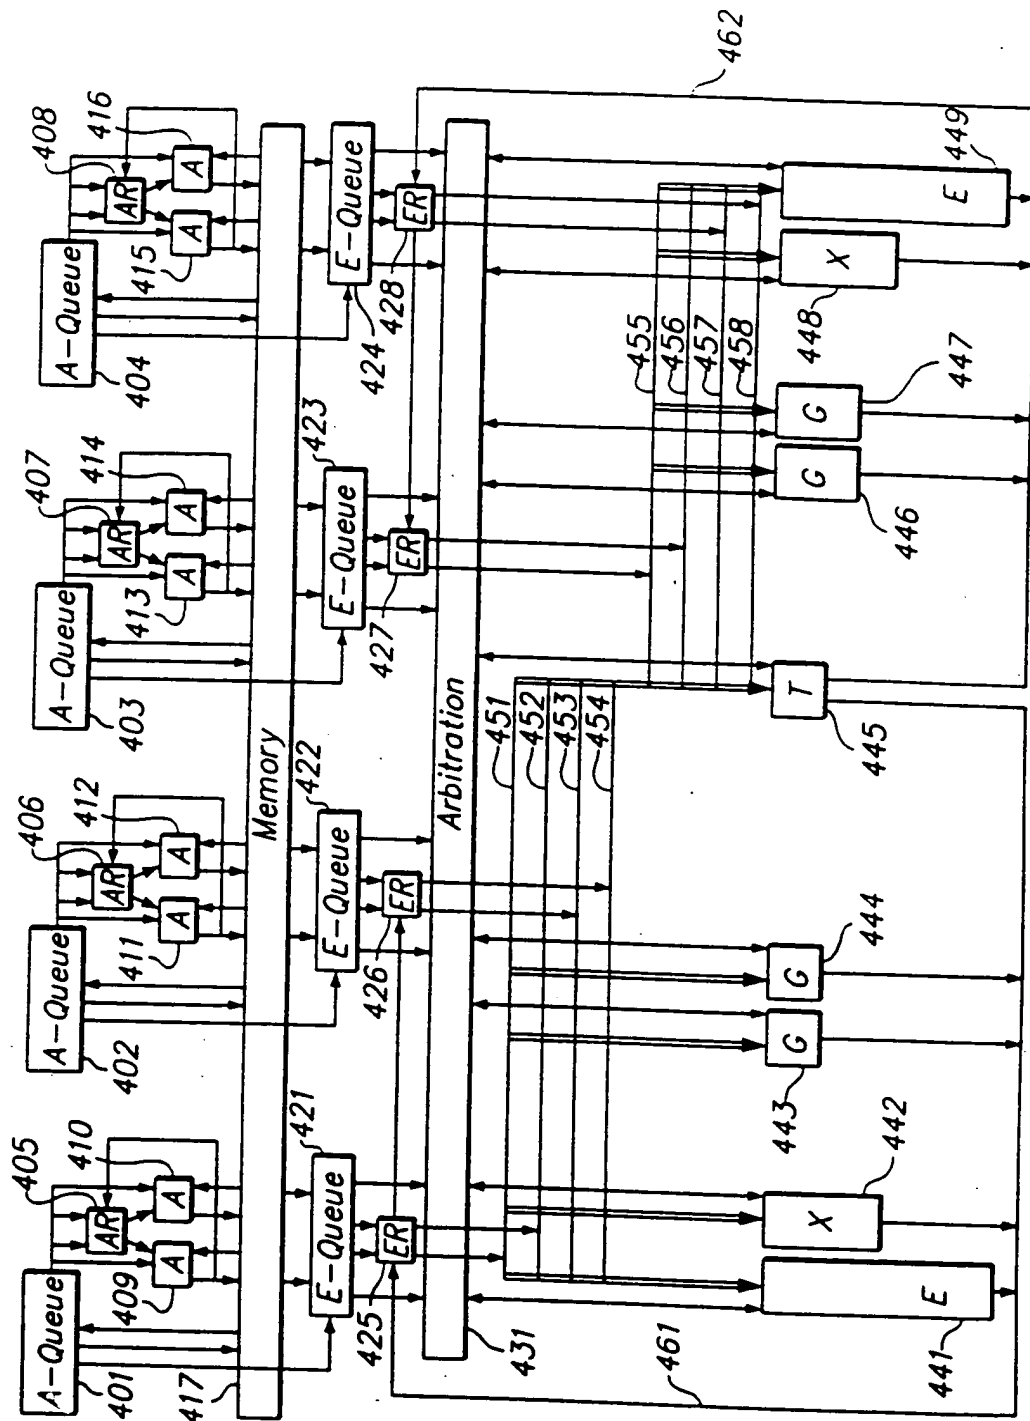 408
416
407
414
406
412
405
410
A-Queue
AR
A
A
A-Queue
AR
A
A
A-Queue
AR
A
A
A-Queue
AR
A
A
404
415
403
413
402
411
401
409
417
Memory
421
422
423
424
E-Queue
E-Queue
E-Queue
E-Queue
ER
ER
ER
ER
425
426
427
428
431
Arbitration
461
462
451
452
453
454
455
456
457
458
E
X
G
G
T
G
G
X
E
441
442
443
444
445
446
447
448
449